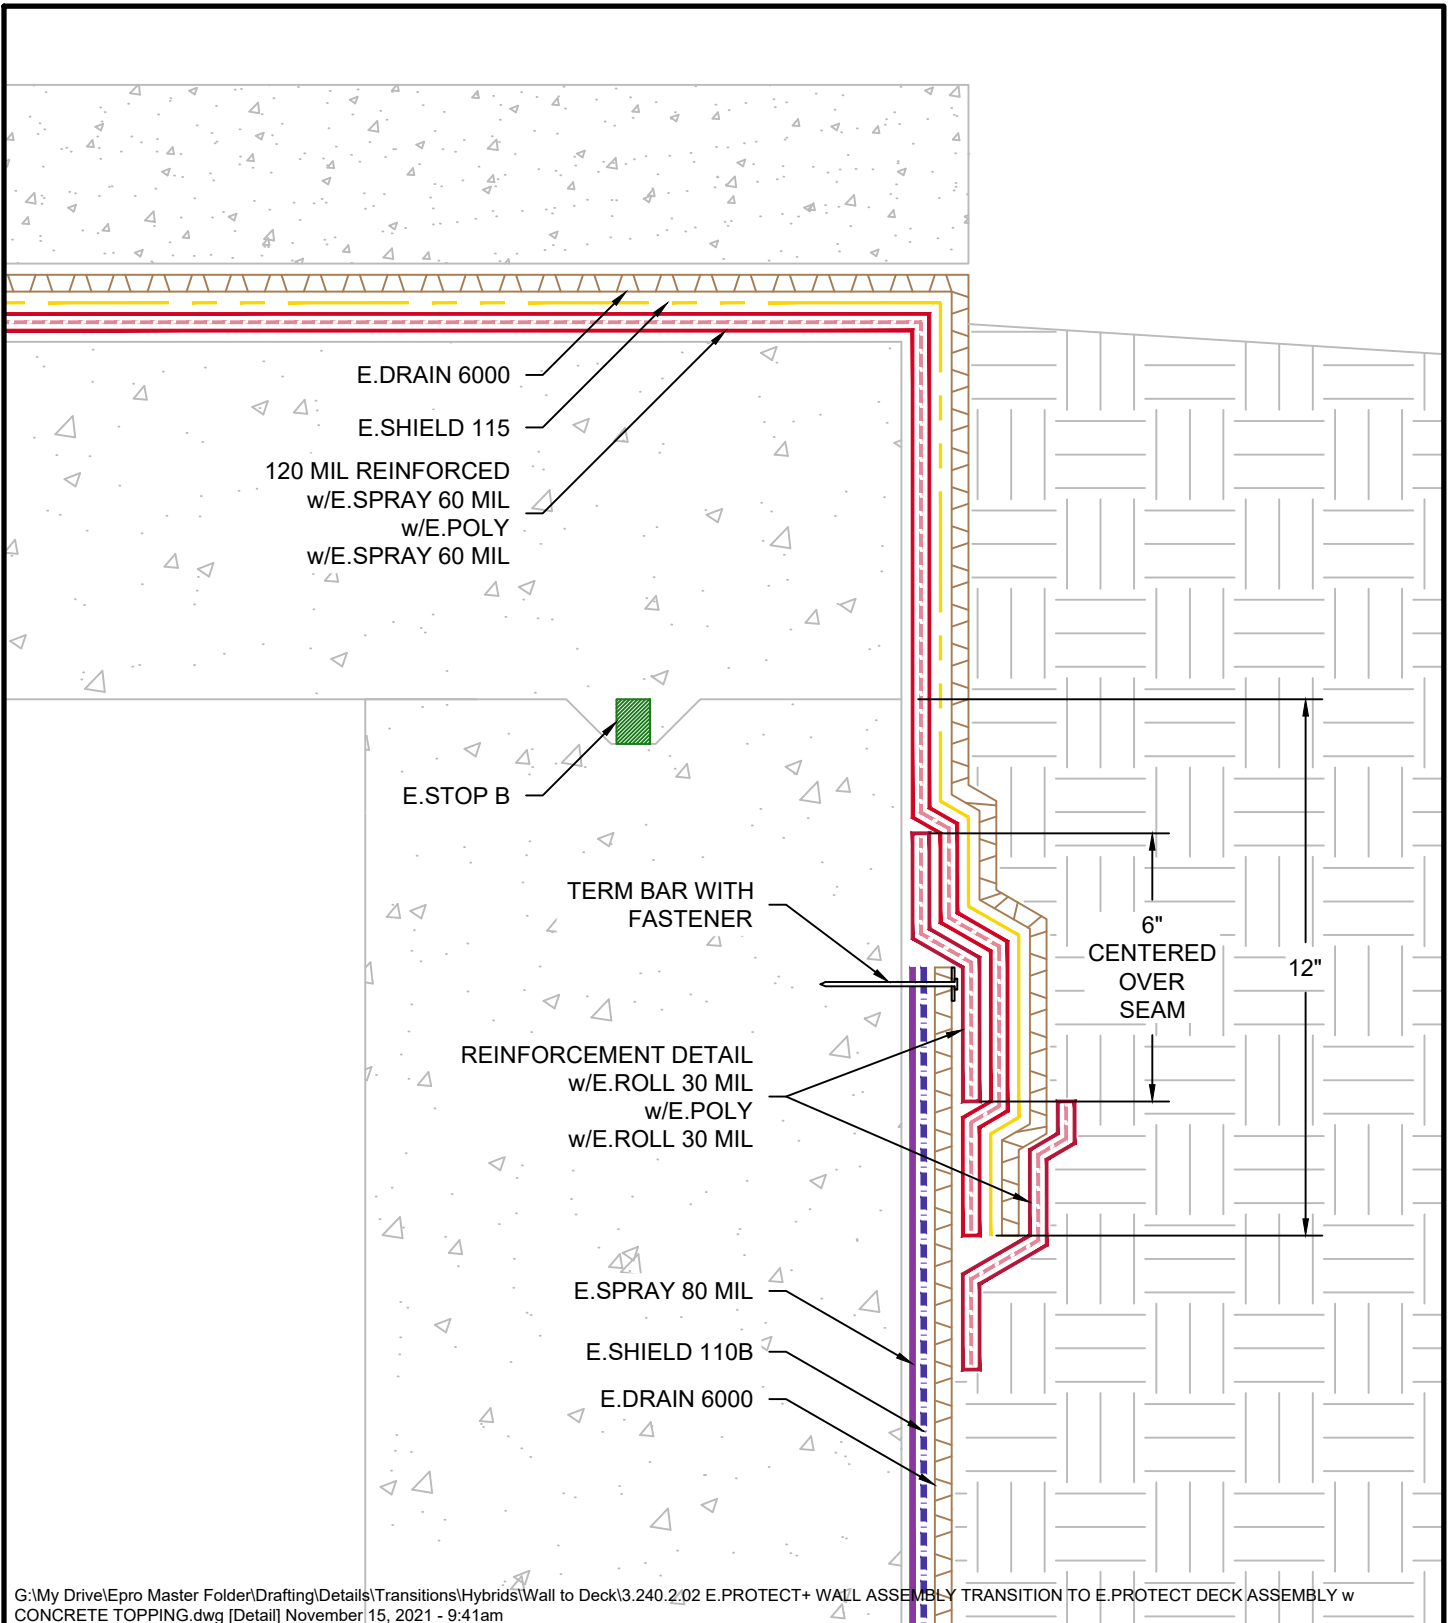 E.DRAIN 6000
E.SHIELD 115
120 MIL REINFORCED
w/E.SPRAY 60 MIL
w/E.POLY
w/E.SPRAY 60 MIL
E.STOP B
TERM BAR WITH
FASTENER
6"
CENTERED
OVER
SEAM
12"
REINFORCEMENT DETAIL
w/E.ROLL 30 MIL
w/E.POLY
w/E.ROLL 30 MIL
E.SPRAY 80 MIL
E.SHIELD 110B
E.DRAIN 6000
G:\My Drive\Epro Master Folder\Drafting\Details\Transitions\Hybrids\Wall to Deck\3.240.2.02 E.PROTECT+ WALL ASSEMBLY TRANSITION TO E.PROTECT DECK ASSEMBLY w
CONCRETE TOPPING.dwg [Detail] November 15, 2021 - 9:41am